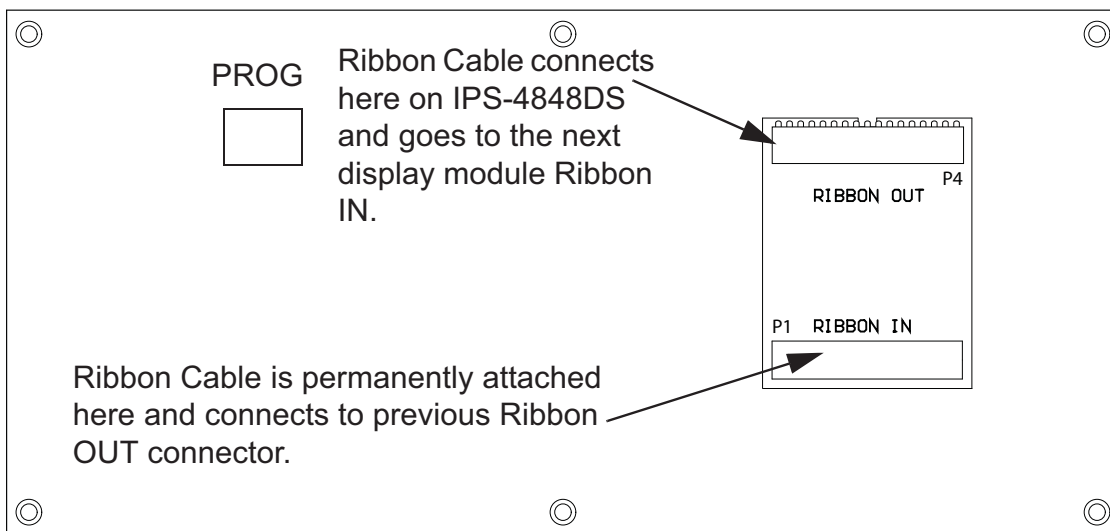 PROG
Ribbon Cable connects
here on IPS-4848DS
and goes to the next
display module Ribbon
IN.
P4
RIBBON OUT
P1 RIBBON IN
Ribbon Cable is permanently attached
here and connects to previous Ribbon
OUT connector.